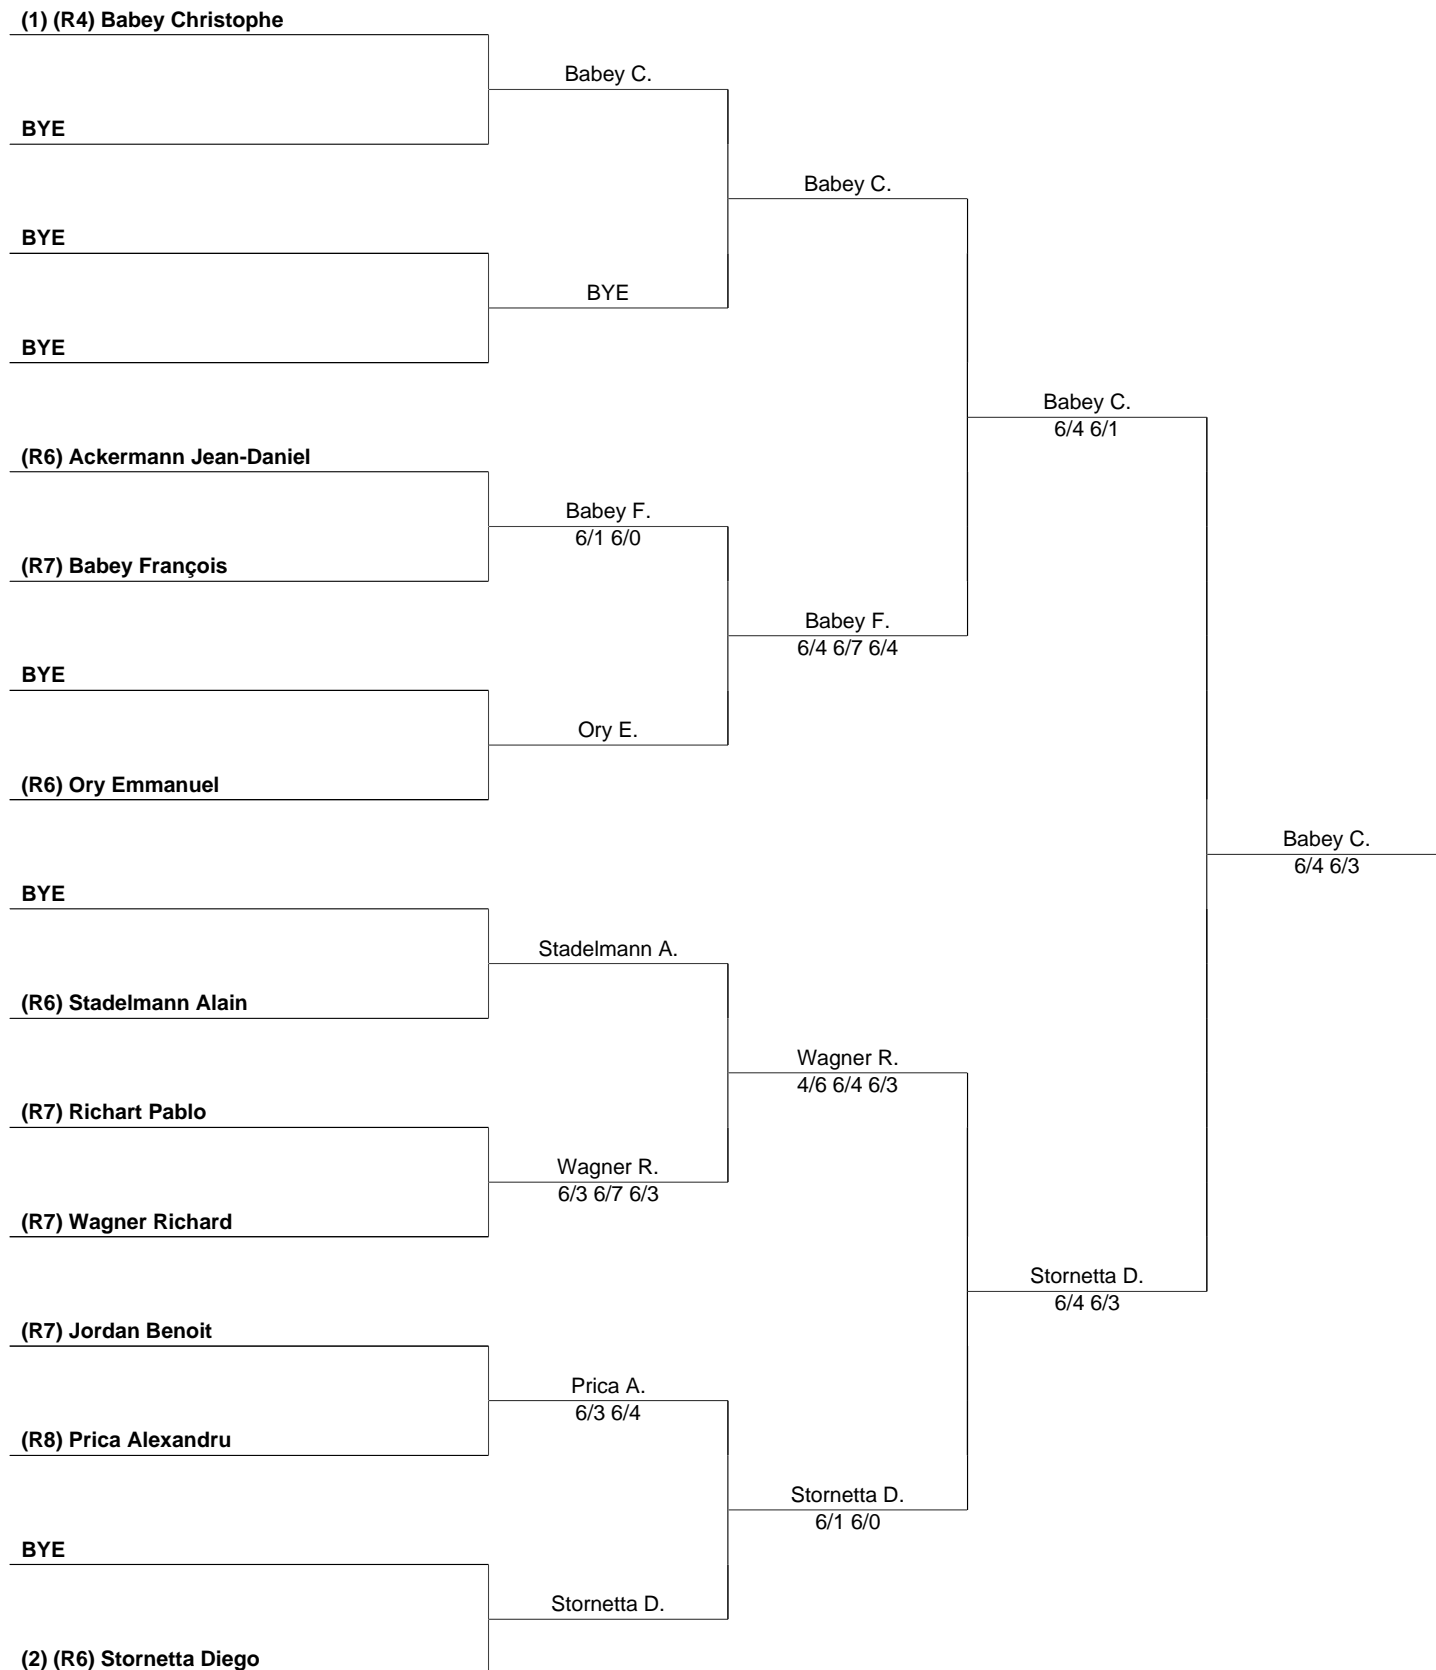 (1) (R4) Babey Christophe
Babey C.
BYE
Babey C.
BYE
BYE
BYE
Babey C.
6/4 6/1
(R6) Ackermann Jean-Daniel
Babey F.
6/1 6/0
(R7) Babey François
Babey F.
6/4 6/7 6/4
BYE
Ory E.
(R6) Ory Emmanuel
Babey C.
6/4 6/3
BYE
Stadelmann A.
(R6) Stadelmann Alain
Wagner R.
4/6 6/4 6/3
(R7) Richart Pablo
Wagner R.
6/3 6/7 6/3
(R7) Wagner Richard
Stornetta D.
6/4 6/3
(R7) Jordan Benoit
Prica A.
6/3 6/4
(R8) Prica Alexandru
Stornetta D.
6/1 6/0
BYE
Stornetta D.
(2) (R6) Stornetta Diego